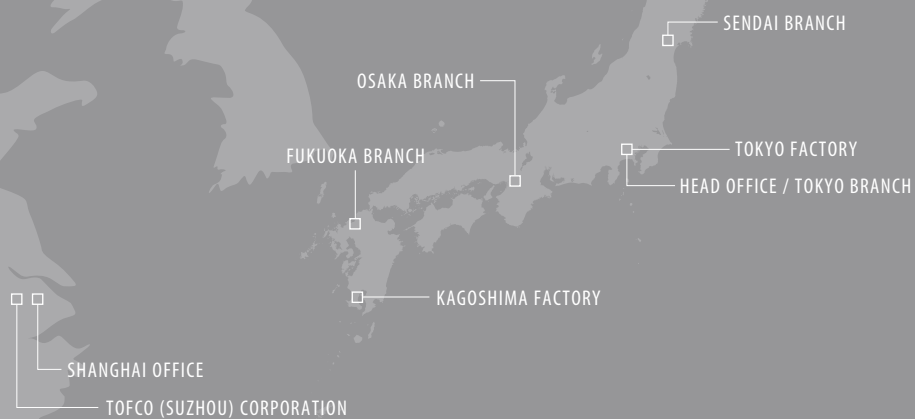 SENDAI BRANCH
OSAKA BRANCH
FUKUOKA BRANCH
TOKYO FACTORY
HEAD OFFICE / TOKYO BRANCH
KAGOSHIMA FACTORY
SHANGHAI OFFICE
TOFCO (SUZHOU) CORPORATION